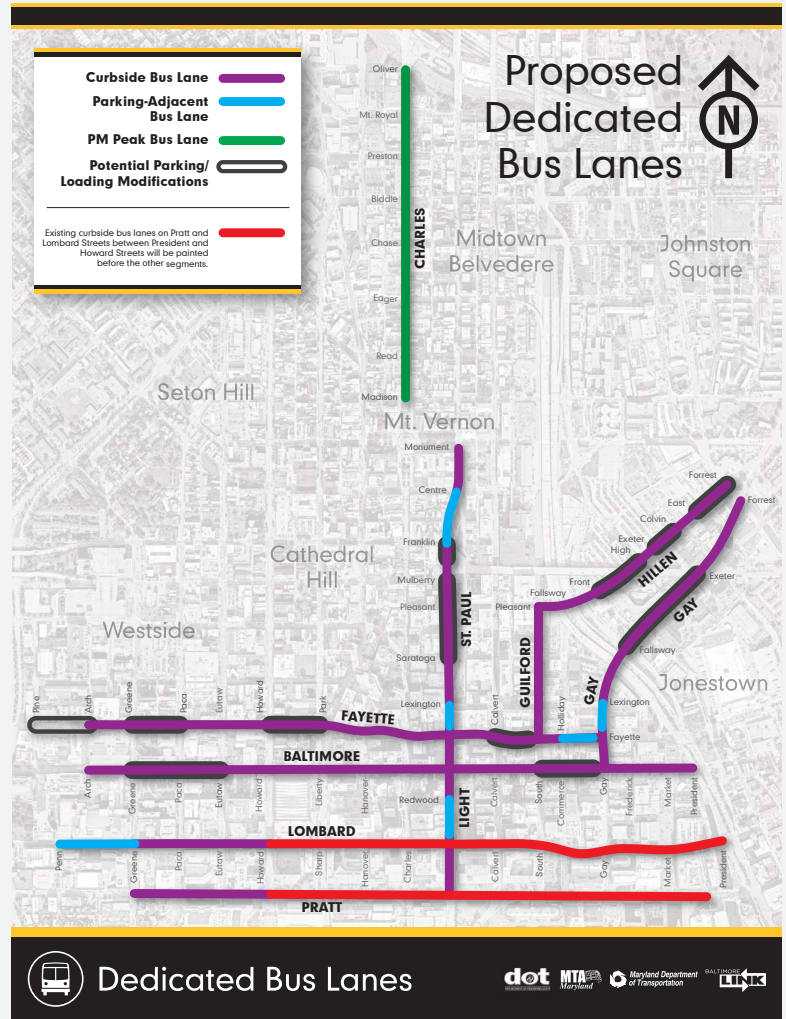 Proposed
Dedicated
Bus Lanes
N
Curbside Bus Lane
Parking-Adjacent
Bus Lane
PM Peak Bus Lane
Potential Parking/
Loading Modifications
Existing curbside bus lanes on Pratt and
Lombard Streets between President and
Howard Streets will be painted
before the other segments.
Oliver
Mt. Royal
Preston
Biddle
Chase
Eager
Read
Madison
CHARLES
Midtown
Belvedere
Johnston
Square
Seton Hill
Mt. Vernon
Monument
Centre
Franklin
Mulberry
Pleasant
Saratoga
Lexington
ST. PAUL
Cathedral
Hill
Westside
Forrest
East
Colvin
Exeter
High
Front
Fallsway
Pleasant
HILLEN
Forrest
Exeter
GAY
Fallsway
Jonestown
GUILFORD
GAY
Lexington
Fayette
Pine
Arch
Greene
Paca
Eutaw
Howard
Park
FAYETTE
Calvert
Holliday
BALTIMORE
Arch
Greene
Paca
Eutaw
Howard
Liberty
Hanover
Redwood
LIGHT
Calvert
South
Commerce
Gay
Frederick
Market
President
LOMBARD
Penn
Greene
Paca
Eutaw
Howard
Sharp
Hanover
Charles
Calvert
South
Gay
Market
President
PRATT
Dedicated Bus Lanes
dot
MTA
Maryland
Maryland Department
of Transportation
BALTIMORE
LINK